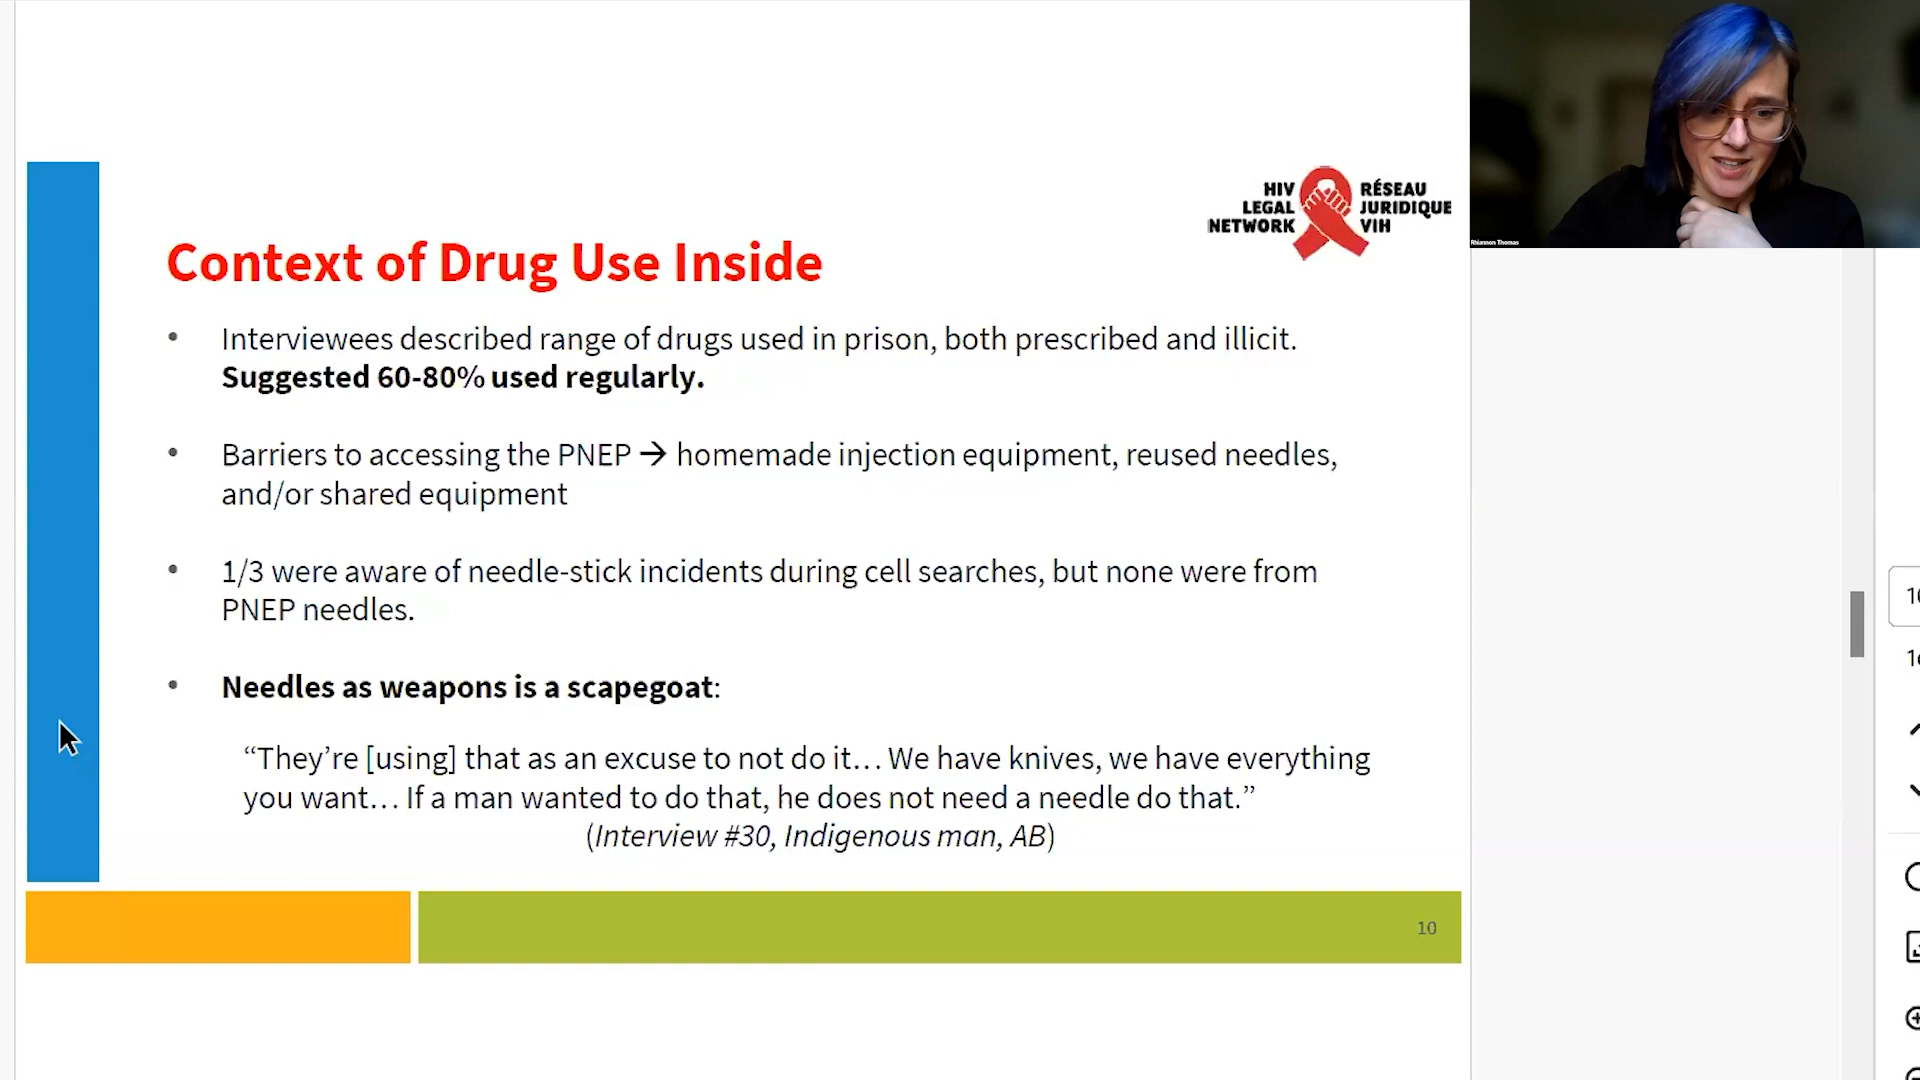 HIV
LEGAL
NETWORK
RÉSEAU
JURIDIQUE
VIH
Rhiannon Thomas
Context of Drug Use Inside
• Interviewees described range of drugs used in prison, both prescribed and illicit.
Suggested 60-80% used regularly.
• Barriers to accessing the PNEP → homemade injection equipment, reused needles,
and/or shared equipment
• 1/3 were aware of needle-stick incidents during cell searches, but none were from
PNEP needles.
• Needles as weapons is a scapegoat:
“They’re [using] that as an excuse to not do it… We have knives, we have everything
you want… If a man wanted to do that, he does not need a needle do that.”
(Interview #30, Indigenous man, AB)
10